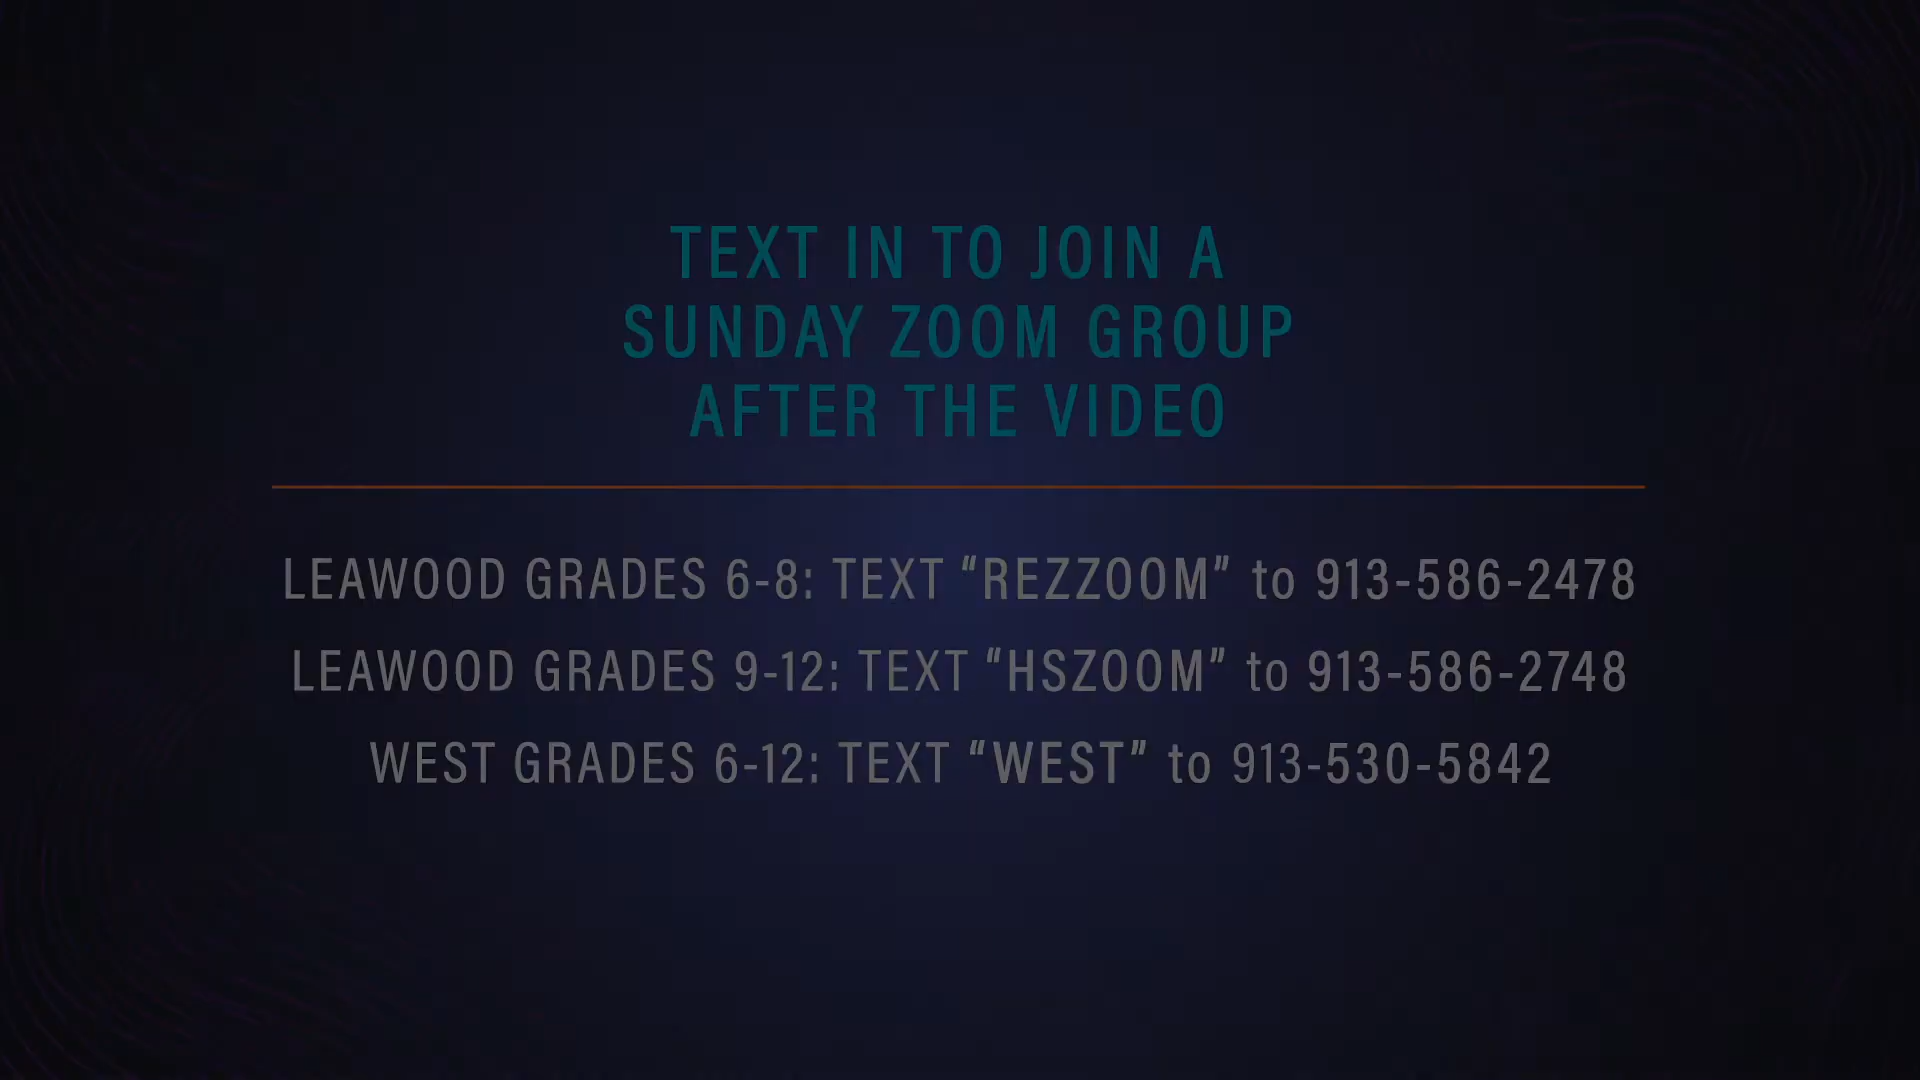 TEXT IN TO JOIN A
SUNDAY ZOOM GROUP
AFTER THE VIDEO
LEAWOOD GRADES 6-8: TEXT “REZZOOM” to 913-586-2478
LEAWOOD GRADES 9-12: TEXT “HSZOOM” to 913-586-2748
WEST GRADES 6-12: TEXT “WEST” to 913-530-5842